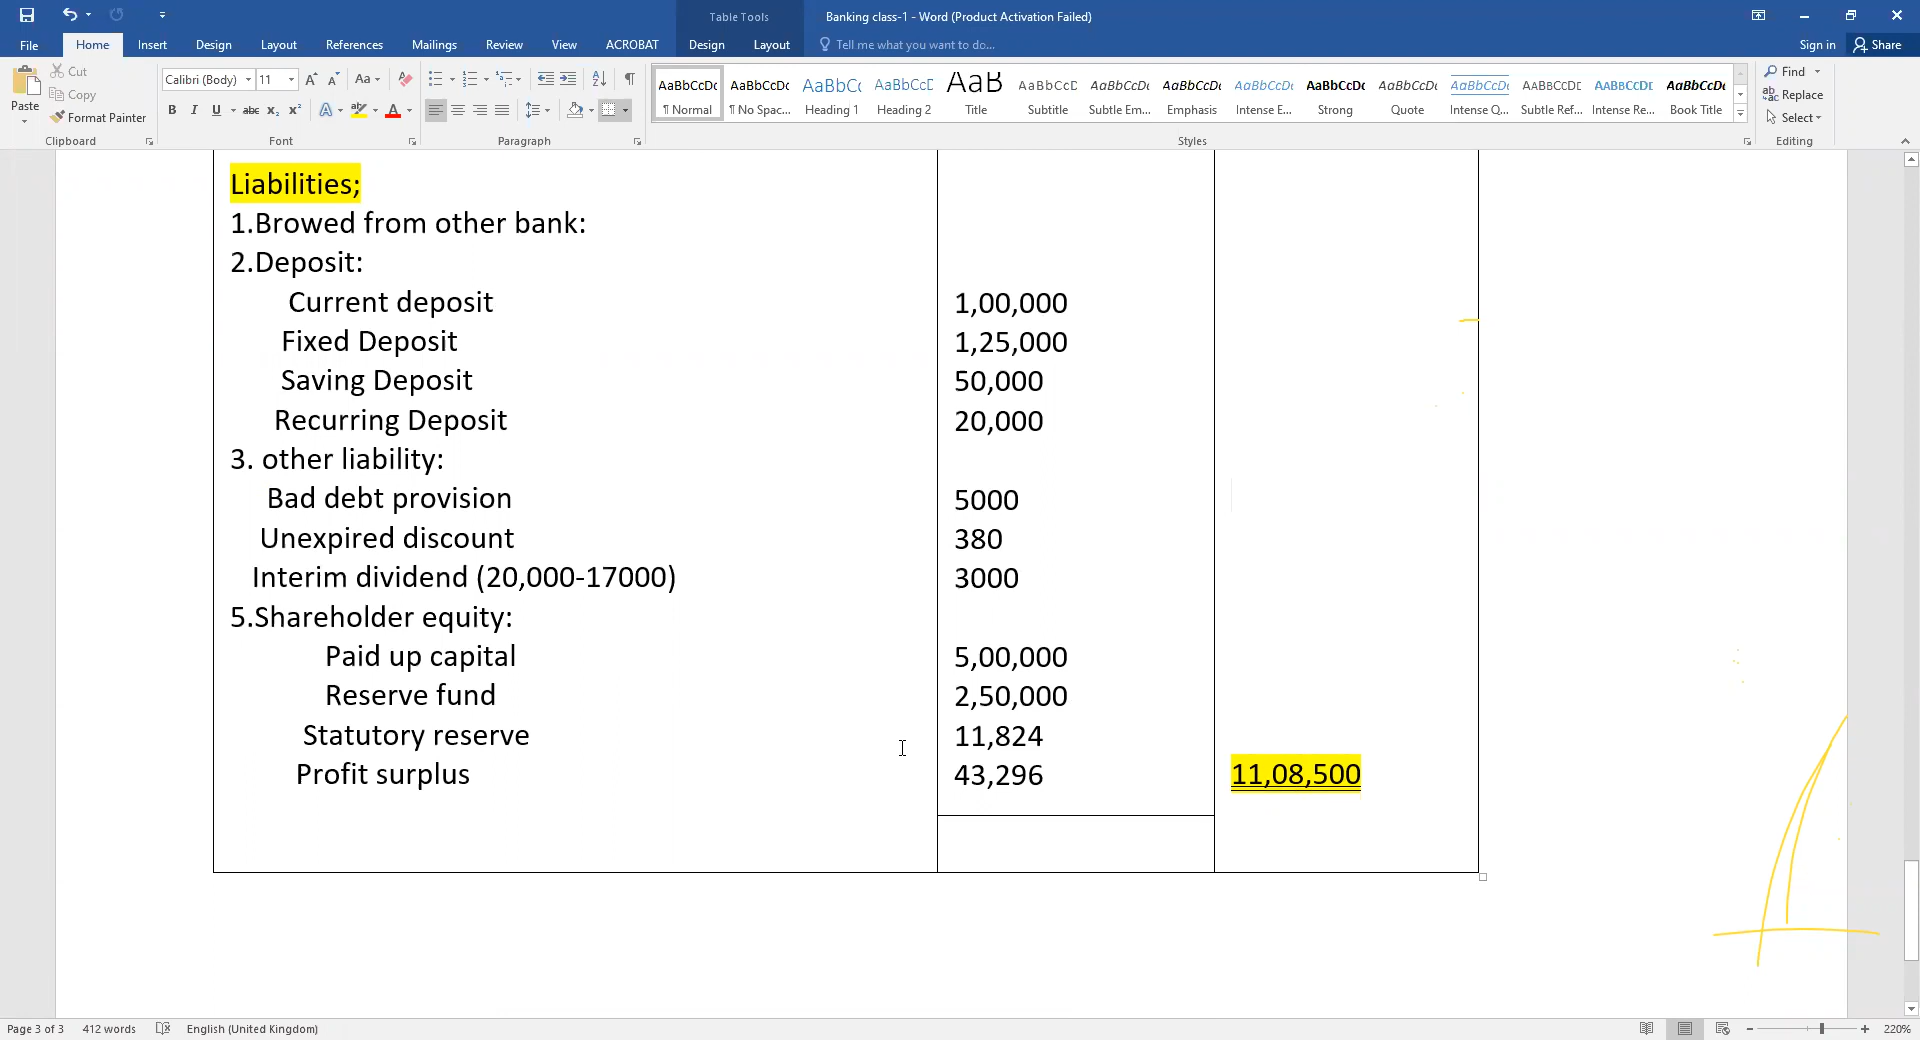 Table Tools
Banking class-1 - Word (Product Activation Failed)
File Home Insert Design Layout References Mailings Review View ACROBAT Design Layout Tell me what you want to do... Sign in Share
Cut
Copy
Format Painter
Paste
Clipboard
Calibri (Body) 11 Aa
B I U abc x₂ x² A A
Font
Paragraph
AaBbCcDc AaBbCcDc AaBbCc AaBbCcD AaB AaBbCcD AaBbCcDc AaBbCcDc AaBbCcDc AaBbCcDc AaBbCcDc AaBbCcDc AABBCCDE AABBCCDE AaBbCcDc
¶ Normal ¶ No Spac... Heading 1 Heading 2 Title Subtitle Subtle Em... Emphasis Intense E... Strong Quote Intense Q... Subtle Ref... Intense Re... Book Title
Styles
Find
Replace
Select
Editing
Liabilities;
1.Browed from other bank:
2.Deposit:
Current deposit 1,00,000
Fixed Deposit 1,25,000
Saving Deposit 50,000
Recurring Deposit 20,000
3. other liability:
Bad debt provision 5000
Unexpired discount 380
Interim dividend (20,000-17000) 3000
5.Shareholder equity:
Paid up capital 5,00,000
Reserve fund 2,50,000
Statutory reserve 11,824
Profit surplus 43,296 11,08,500
Page 3 of 3 412 words English (United Kingdom) 220%